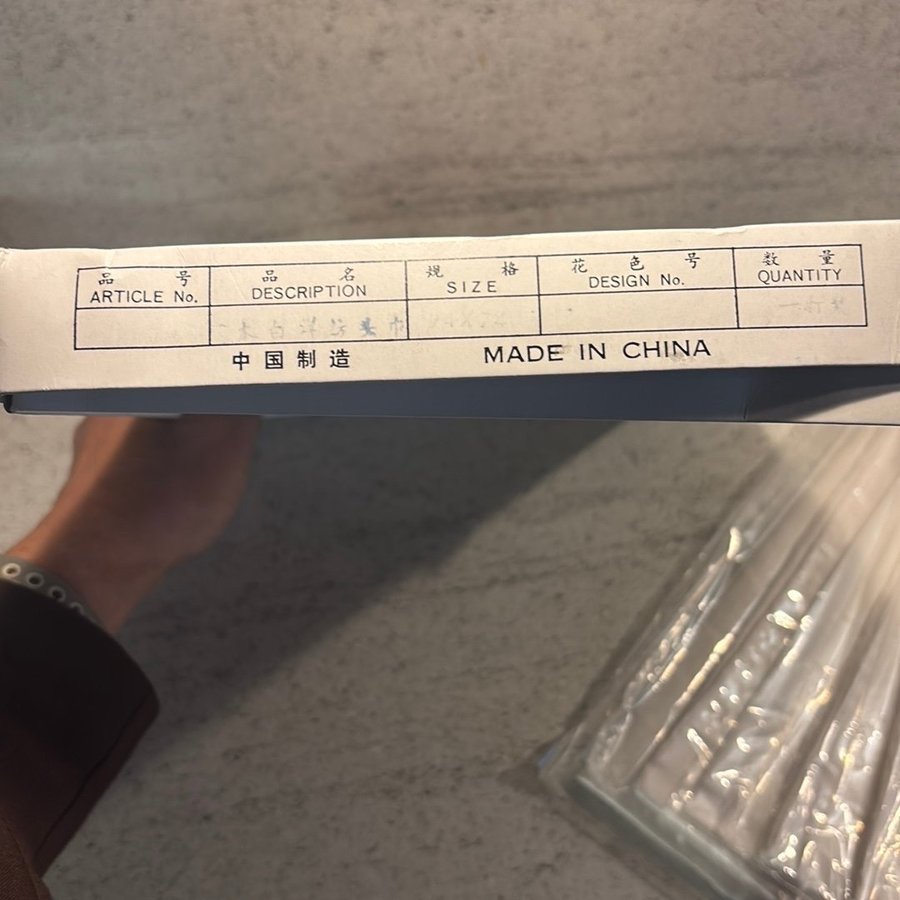 品号 品名 规格 花色号 数量
ARTICLE No. DESCRIPTION SIZE DESIGN No. QUANTITY
中国制造 MADE IN CHINA